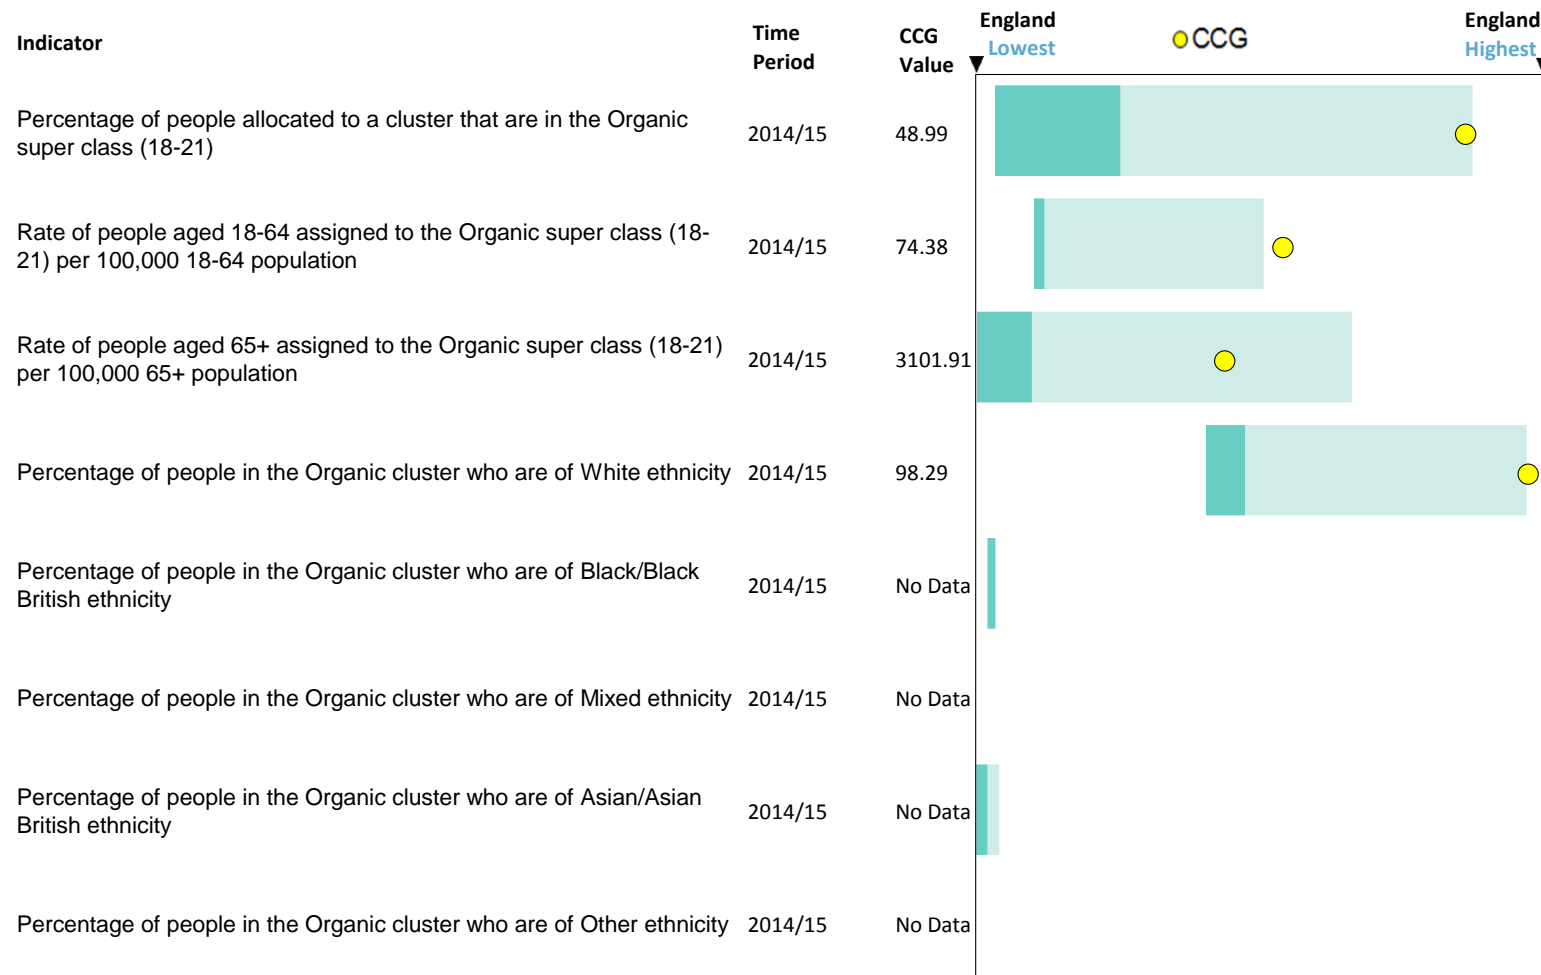 Indicator
Time
Period
CCG
Value
England
Lowest
CCG
England
Highest
Percentage of people allocated to a cluster that are in the Organic
super class (18-21)
2014/15
48.99
Rate of people aged 18-64 assigned to the Organic super class (18-
21) per 100,000 18-64 population
2014/15
74.38
Rate of people aged 65+ assigned to the Organic super class (18-21)
per 100,000 65+ population
2014/15
3101.91
Percentage of people in the Organic cluster who are of White ethnicity
2014/15
98.29
Percentage of people in the Organic cluster who are of Black/Black
British ethnicity
2014/15
No Data
Percentage of people in the Organic cluster who are of Mixed ethnicity
2014/15
No Data
Percentage of people in the Organic cluster who are of Asian/Asian
British ethnicity
2014/15
No Data
Percentage of people in the Organic cluster who are of Other ethnicity
2014/15
No Data